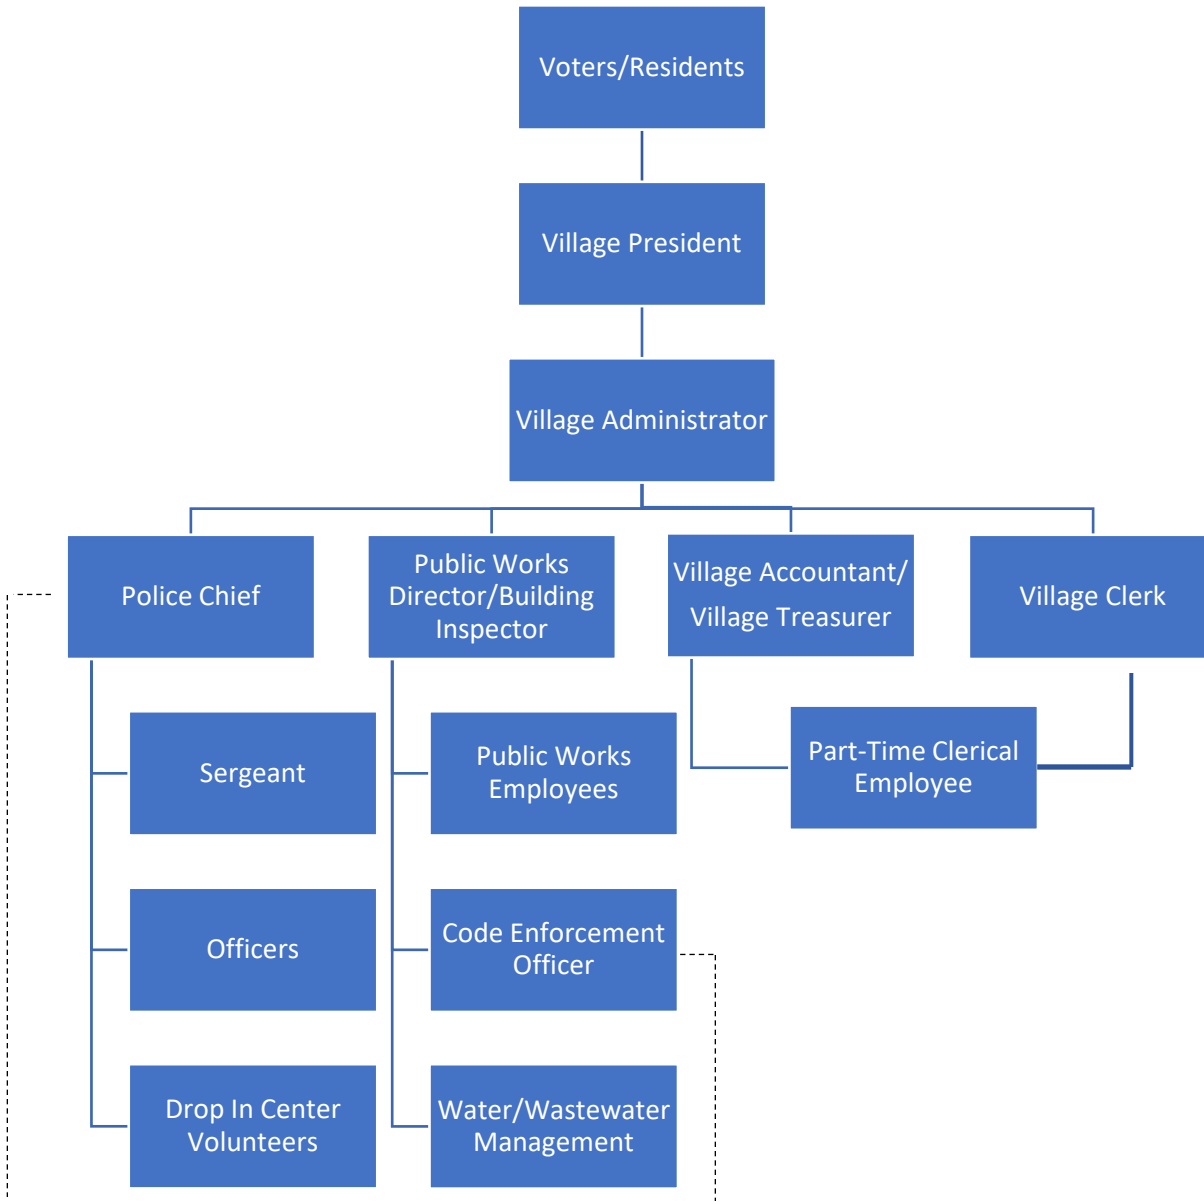 Voters/Residents
Village President
Village Administrator
Police Chief
Public Works
Director/Building
Inspector
Village Accountant/
Village Treasurer
Village Clerk
Sergeant
Public Works
Employees
Part-Time Clerical
Employee
Officers
Code Enforcement
Officer
Drop In Center
Volunteers
Water/Wastewater
Management